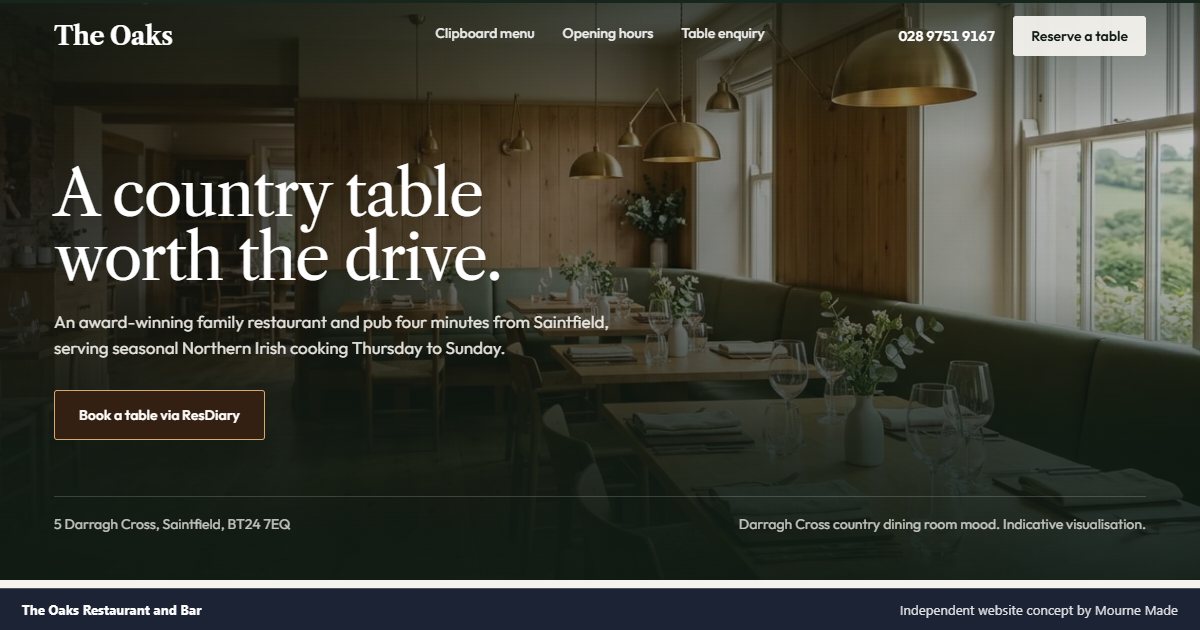 The Oaks
Clipboard menu
Opening hours
Table enquiry
028 9751 9167
Reserve a table
A country table
worth the drive.
An award-winning family restaurant and pub four minutes from Saintfield,
serving seasonal Northern Irish cooking Thursday to Sunday.
Book a table via ResDiary
5 Darragh Cross, Saintfield, BT24 7EQ
Darragh Cross country dining room mood. Indicative visualisation.
The Oaks Restaurant and Bar
Independent website concept by Mourne Made